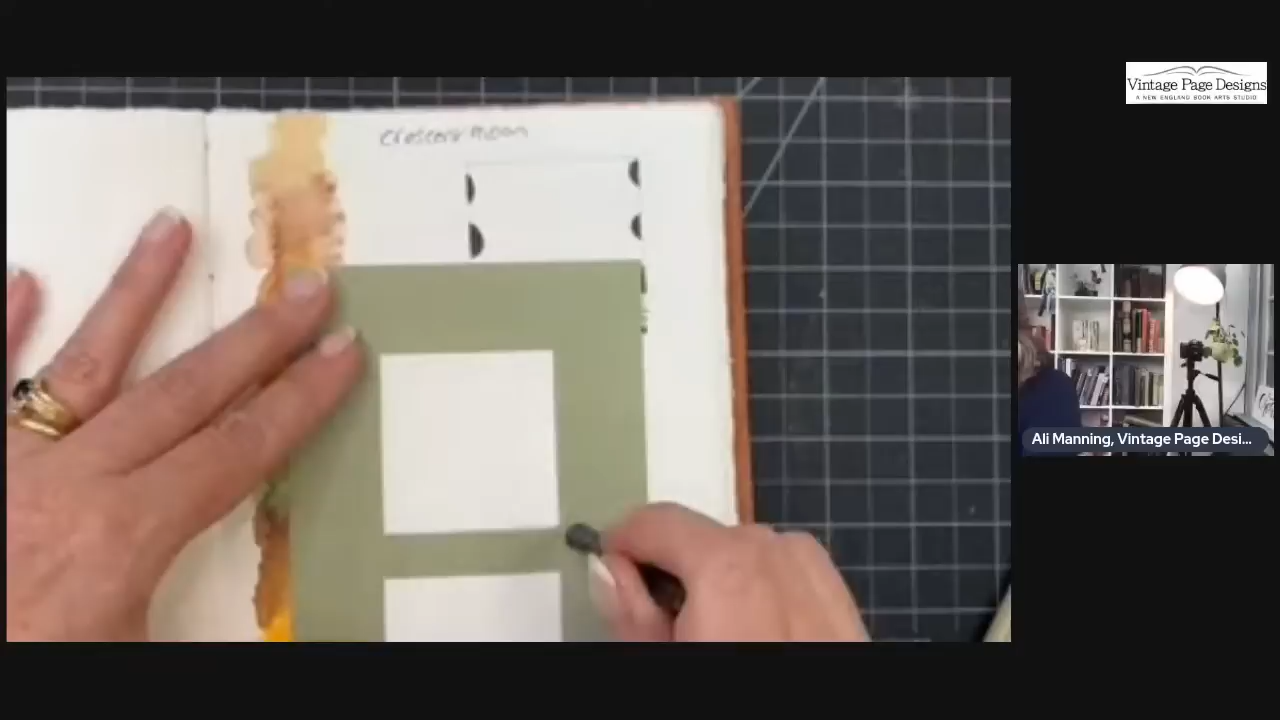 crescent moon
Vintage Page Designs
A NEW ENGLAND BOOK ARTS STUDIO
Ali Manning, Vintage Page Desi...